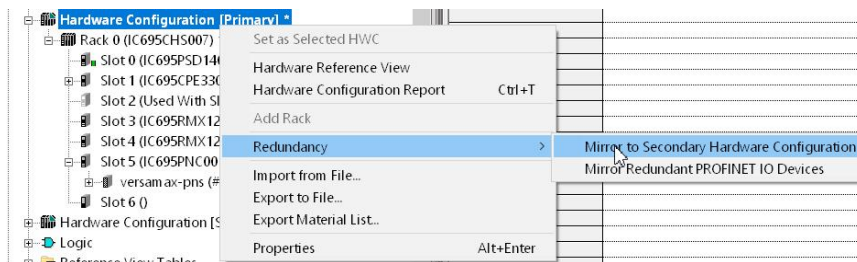 Hardware Configuration [Primary] *
Rack 0 (IC695CHS007)
Slot 0 (IC695PSD14
Slot 1 (IC695CPE330
Slot 2 (Used With Sl
Slot 3 (IC695RMX12
Slot 4 (IC695RMX12
Slot 5 (IC695PNC00
versamax-pns (#
Slot 6 ()
Hardware Configuration [S
Logic
Reference View Tables
Set as Selected HWC
Hardware Reference View
Hardware Configuration Report Ctrl+T
Add Rack
Redundancy >
Import from File...
Export to File...
Export Material List...
Properties Alt+Enter
Mirror to Secondary Hardware Configuration
Mirror Redundant PROFINET IO Devices